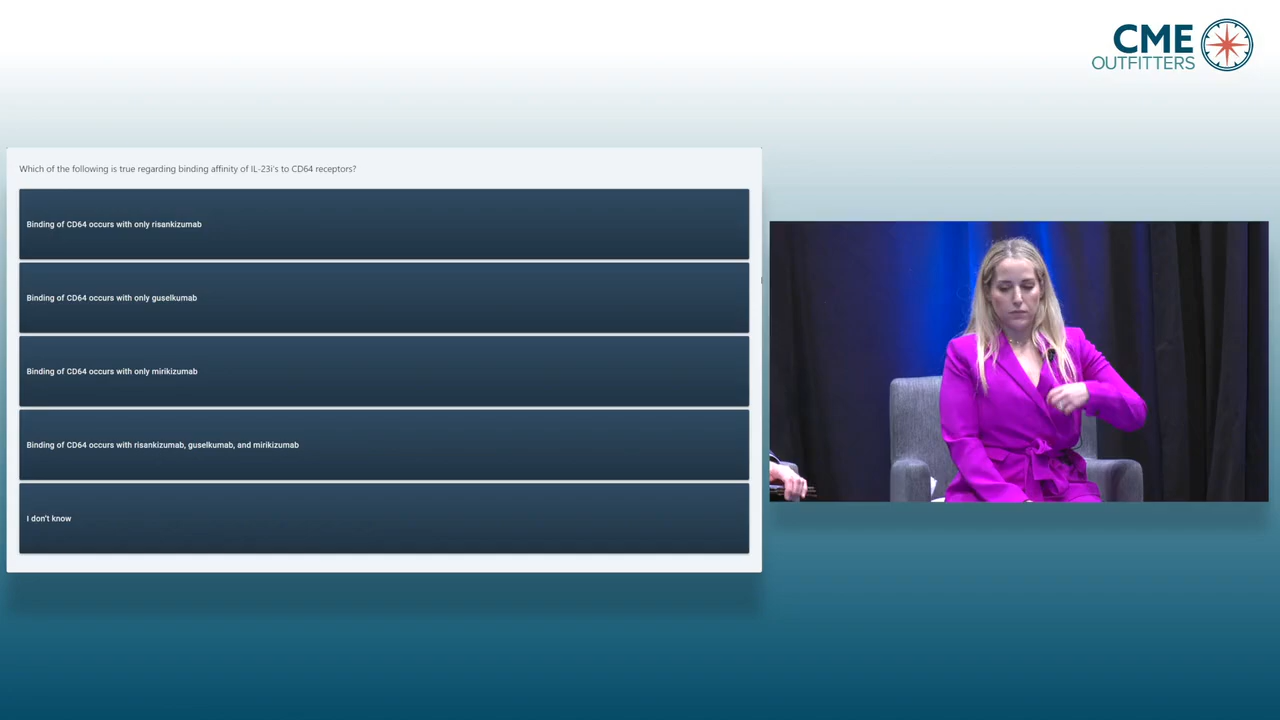 CME
OUTFITTERS
Which of the following is true regarding binding affinity of IL-23i's to CD64 receptors?
Binding of CD64 occurs with only risankizumab
Binding of CD64 occurs with only guselkumab
Binding of CD64 occurs with only mirikizumab
Binding of CD64 occurs with risankizumab, guselkumab, and mirikizumab
I don't know